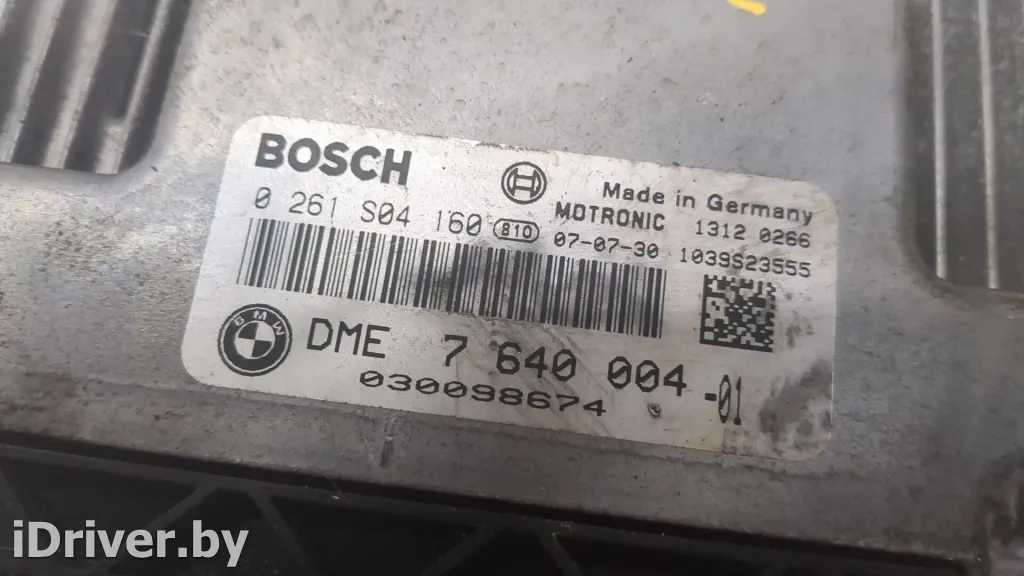 BOSCH
Made in Germany
0 261 S04 160 810 MOTRONIC 1312 0266
07-07-30 1039S23555
BMW DME 7 640 004-01
030098674
iDriver.by